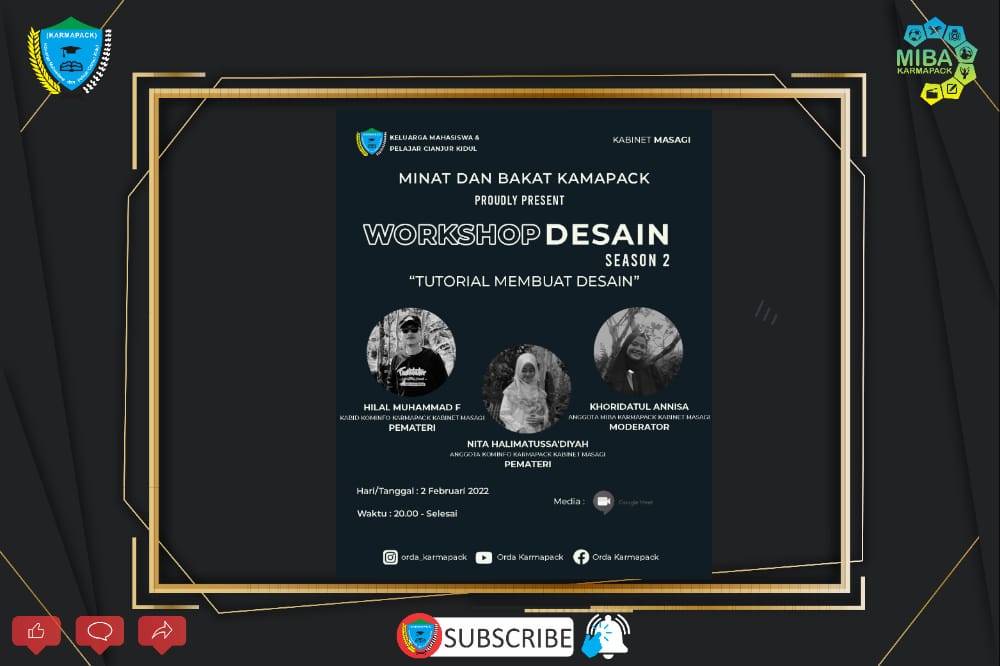 (KARMAPACK)
MIBA
KARMAPACK
KELUARGA MAHASISWA &
PELAJAR CIANJUR KIDUL
KABINET MASAGI
MINAT DAN BAKAT KAMAPACK
PROUDLY PRESENT
WORKSHOP DESAIN
SEASON 2
“TUTORIAL MEMBUAT DESAIN”
HILAL MUHAMMAD F
KABID KOMINFO KARMAPACK KABINET MASAGI
PEMATERI
KHORIDATUL ANNISA
ANGGOTA MIBA KARMAPACK KABINET MASAGI
MODERATOR
NITA HALIMATUSSA'DIYAH
ANGGOTA KOMINFO KARMAPACK KABINET MASAGI
PEMATERI
Hari/Tanggal : 2 Februari 2022
Waktu : 20.00 - Selesai
Media :
Google Meet
orda_karmapack
Orda Karmapack
Orda Karmapack
SUBSCRIBE